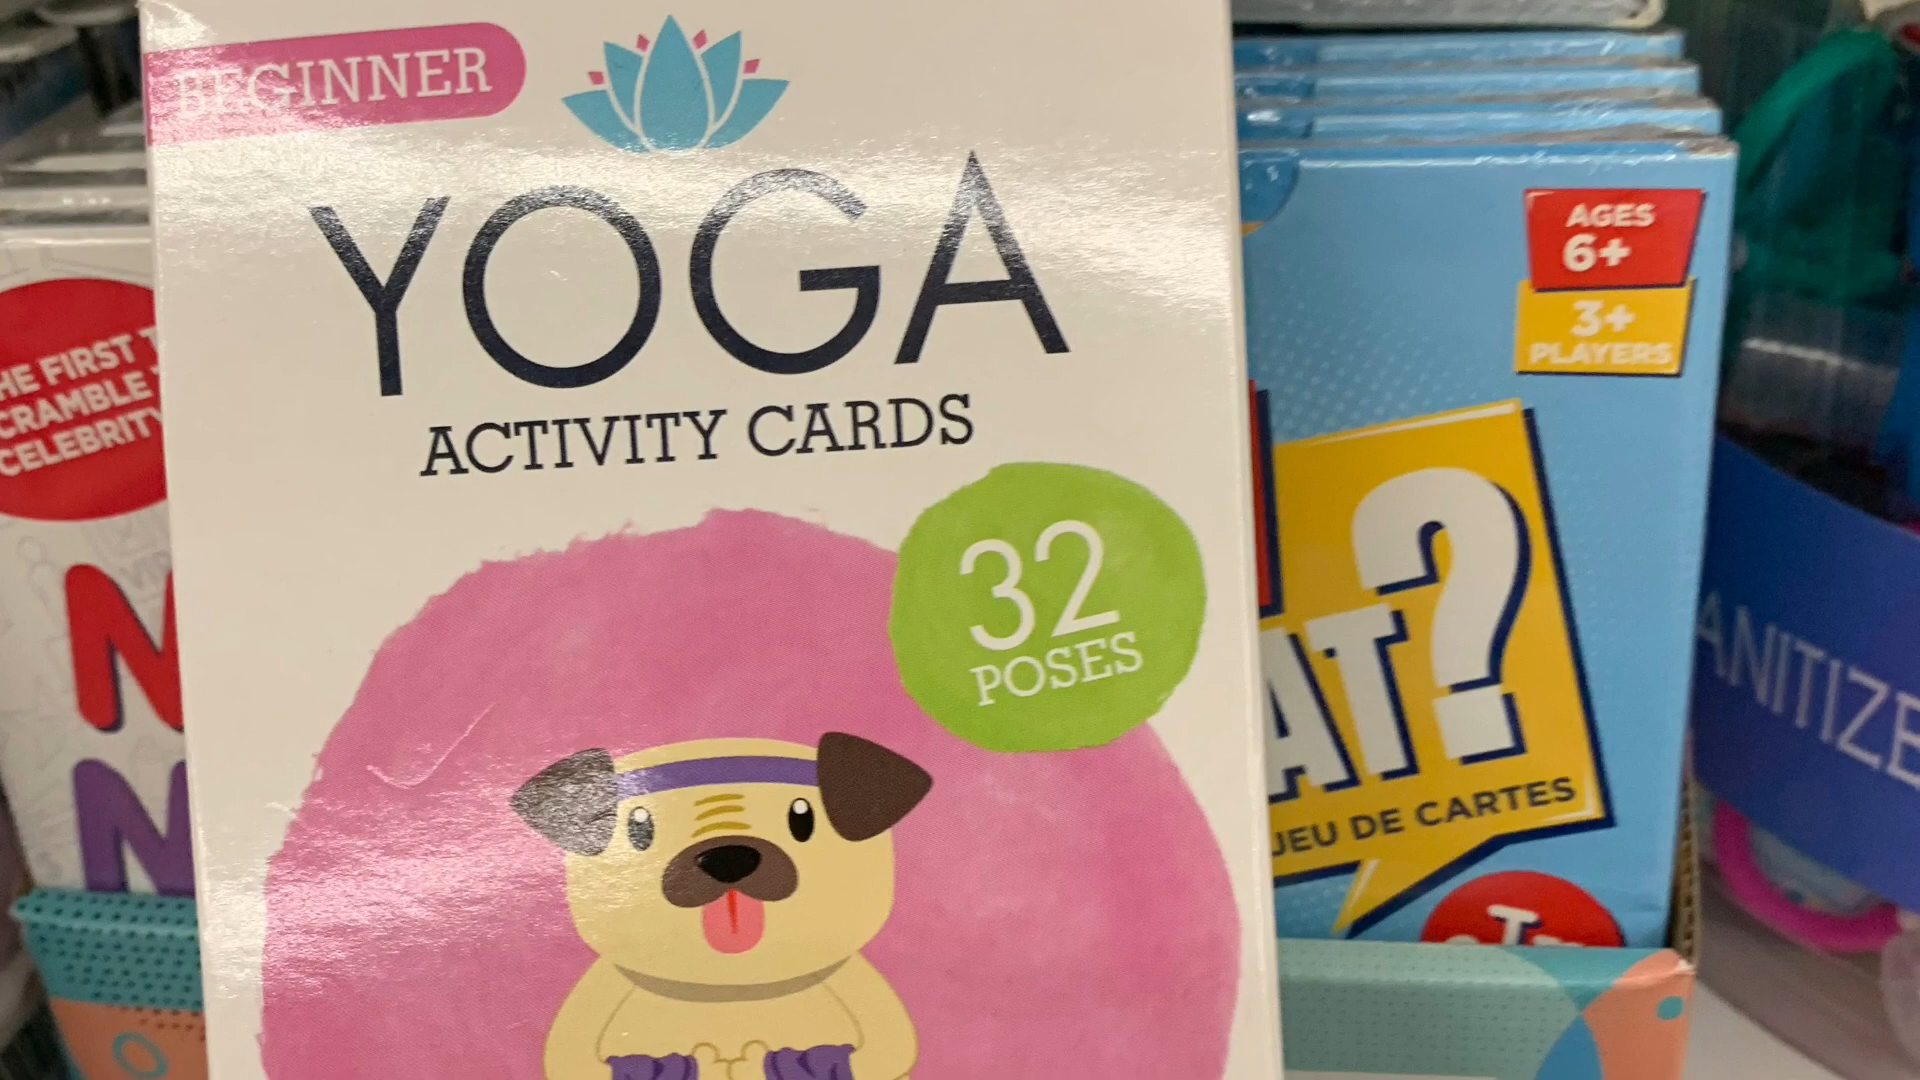 BEGINNER
YOGA
ACTIVITY CARDS
32
POSES
HE FIRST
CRAMBLE
CELEBRITY
N
N
AGES
6+
3+
PLAYERS
AT?
JEU DE CARTES
ANITIZE